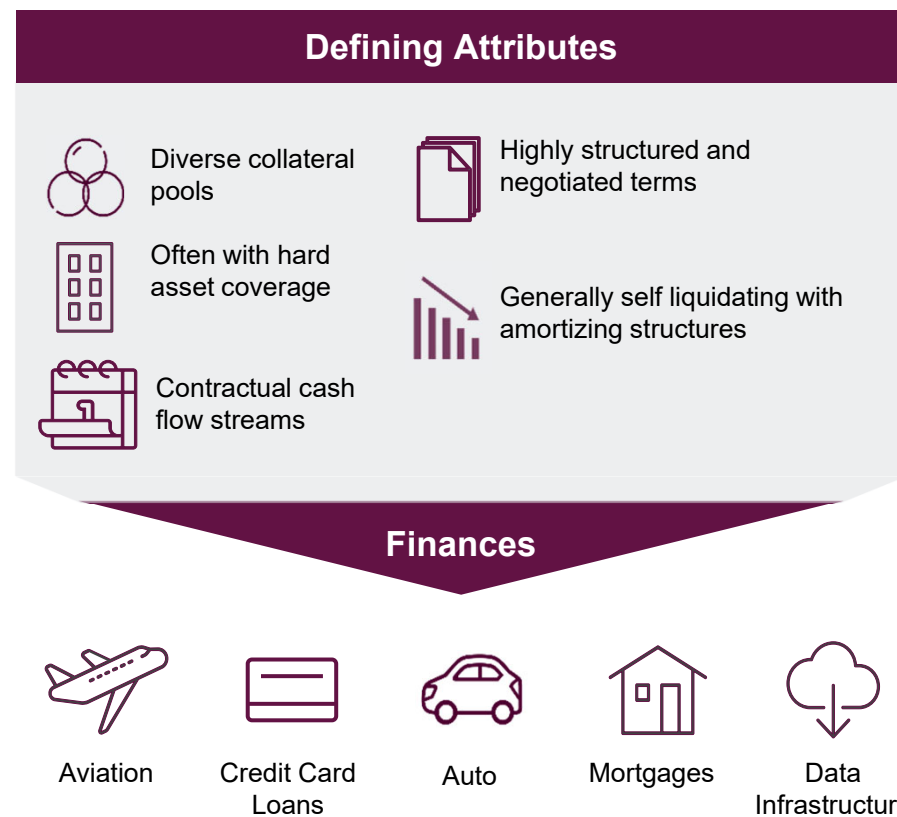 Defining Attributes
Diverse collateral
pools
Often with hard
asset coverage
Contractual cash
flow streams
Highly structured and
negotiated terms
Generally self liquidating with
amortizing structures
Finances
Aviation
Credit Card
Loans
Auto
Mortgages
Data
Infrastructur